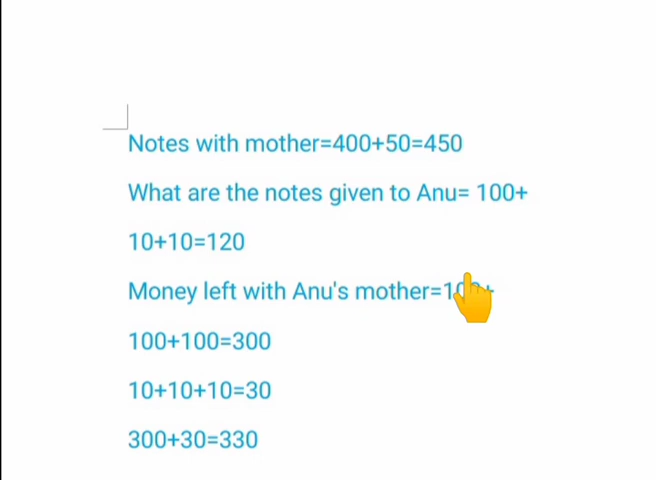 Notes with mother=400+50=450
What are the notes given to Anu= 100+
10+10=120
Money left with Anu's mother=100+
100+100=300
10+10+10=30
300+30=330